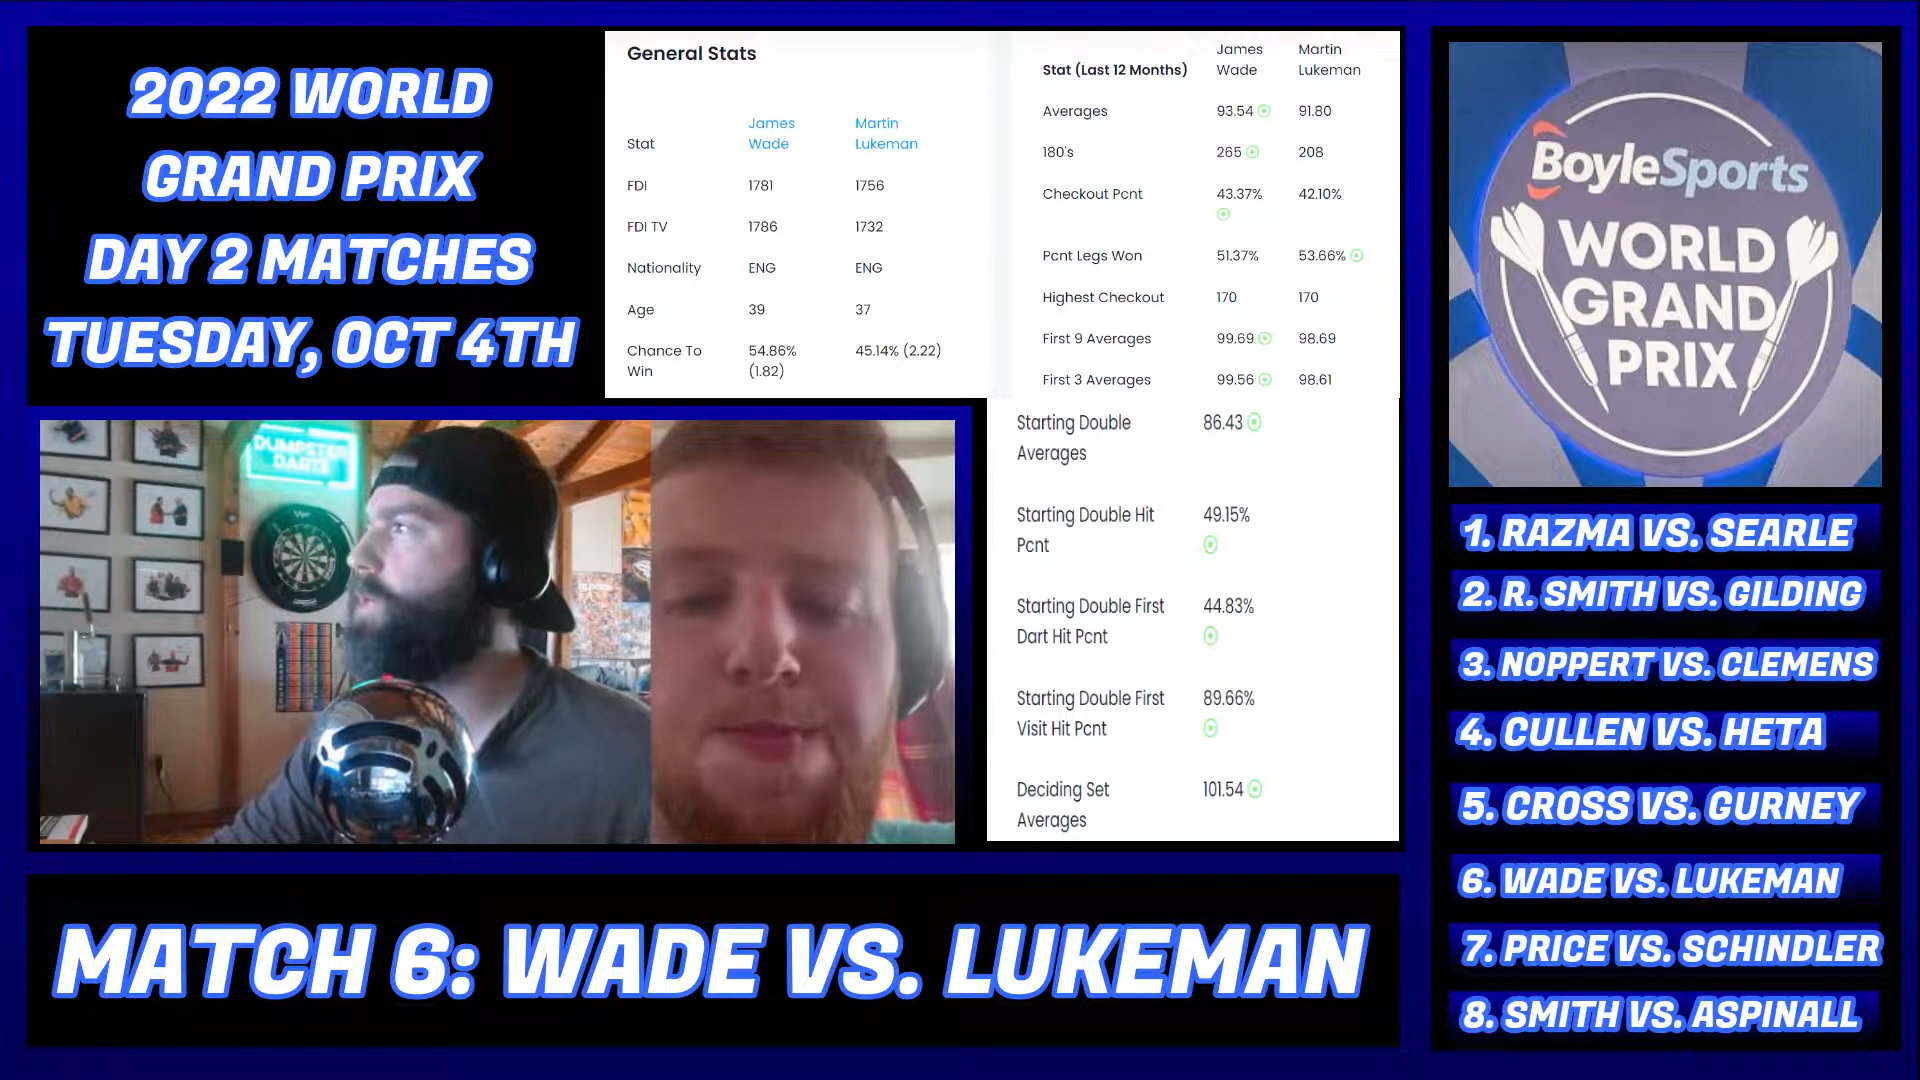 2022 WORLD
GRAND PRIX
DAY 2 MATCHES
TUESDAY, OCT 4TH
General Stats
Stat James Wade Martin Lukeman
FDI 1781 1756
FDI TV 1786 1732
Nationality ENG ENG
Age 39 37
Chance To Win 54.86% (1.82) 45.14% (2.22)
Stat (Last 12 Months) James Wade Martin Lukeman
Averages 93.54 91.80
180's 265 208
Checkout Pcnt 43.37% 42.10%
Pcnt Legs Won 51.37% 53.66%
Highest Checkout 170 170
First 9 Averages 99.69 98.69
First 3 Averages 99.56 98.61
Starting Double Averages 86.43
Starting Double Hit Pcnt 49.15%
Starting Double First Dart Hit Pcnt 44.83%
Starting Double First Visit Hit Pcnt 89.66%
Deciding Set Averages 101.54
DUMPSTER
DARTS
BoyleSports
WORLD
GRAND
PRIX
1. RAZMA VS. SEARLE
2. R. SMITH VS. GILDING
3. NOPPERT VS. CLEMENS
4. CULLEN VS. HETA
5. CROSS VS. GURNEY
6. WADE VS. LUKEMAN
7. PRICE VS. SCHINDLER
8. SMITH VS. ASPINALL
MATCH 6: WADE VS. LUKEMAN